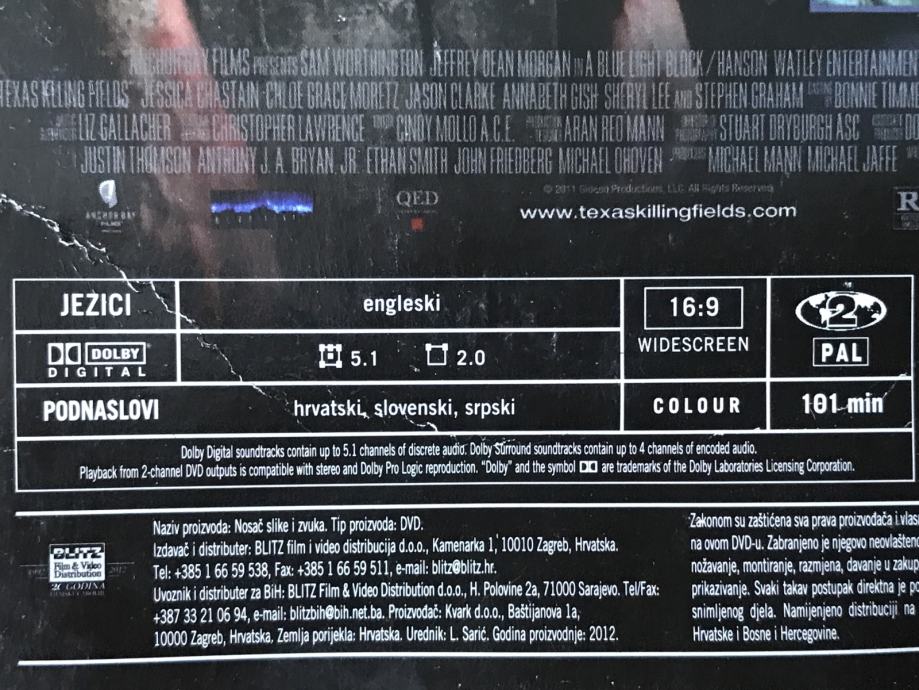 FILMS PRESENTS SAM WORTHINGTON JEFFREY DEAN MORGAN IN A BLUE LIGHT BLOCK / HANSON WATLEY ENTERTAINMEN
TEXAS KILLING FIELDS JESSICA CHASTAIN CHLOE GRACE MORETZ JASON CLARKE ANNABETH GISH SHERYL LEE AND STEPHEN GRAHAM BONNIE
LIZ GALLACHER CHRISTOPHER LAWRENCE CINDY MOLLO A.C.E. ARAN REO MANN STUART DRYBURGH ASC
JUSTIN THOMSON ANTHONY J. A. BRYAN, JR. ETHAN SMITH JOHN FRIEDBERG MICHAEL OHOVEN MICHAEL MANN MICHAEL JAFFE
© 2011 Productions, LLC. All Rights Reserved.
ANCHOR BAY
FILMS
QED
www.texaskillingfields.com
R
JEZICI
engleski
16:9
WIDESCREEN
2
PAL
DOLBY
DIGITAL
5.1
2.0
PODNASLOVI
hrvatski, slovenski, srpski
COLOUR
101 min
Dolby Digital soundtracks contain up to 5.1 channels of discrete audio. Dolby Surround soundtracks contain up to 4 channels of encoded audio.
Playback from 2-channel DVD outputs is compatible with stereo and Dolby Pro Logic reproduction. "Dolby" and the symbol are trademarks of the Dolby Laboratories Licensing Corporation.
BLITZ
Film & Video
Distribution
GODINA
Naziv proizvoda: Nosač slike i zvuka. Tip proizvoda: DVD.
Izdavač i distributer: BLITZ film i video distribucija d.o.o., Kamenarka 1, 10010 Zagreb, Hrvatska.
Tel: +385 1 66 59 538, Fax: +385 1 66 59 511, e-mail: blitz@blitz.hr.
Uvoznik i distributer za BiH: BLITZ Film & Video Distribution d.o.o., H. Polovine 2a, 71000 Sarajevo. Tel/Fax:
+387 33 21 06 94, e-mail: blitzbih@bih.net.ba. Proizvođač: Kvark d.o.o., Baštijanova 1a,
10000 Zagreb, Hrvatska, Zemlja porijekla: Hrvatska. Urednik: L. Sarić. Godina proizvodnje: 2012.
Zakonom su zaštićena sva prava proizvođača i vlas
na ovom DVD-u. Zabranjeno je njegovo neovlašten
nožavanje, montiranje, razmjena, davanje u zakup
prikazivanje. Svaki takav postupak direktna je po
snimljenog djela. Namijenjeno distribuciji na
Hrvatske i Bosne i Hercegovine.